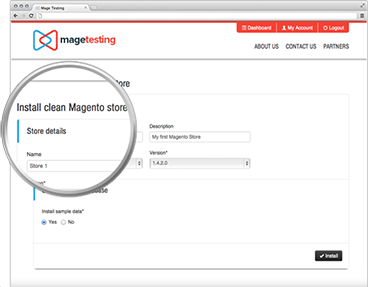 Mage Testing
Dashboard
My Account
Logout
magetesting
ABOUT US
CONTACT US
PARTNERS
Install clean Magento store
Store details
Description
My first Magento Store
Name
Version*
Store 1
1.4.2.0
Install sample data*
Yes
No
Install